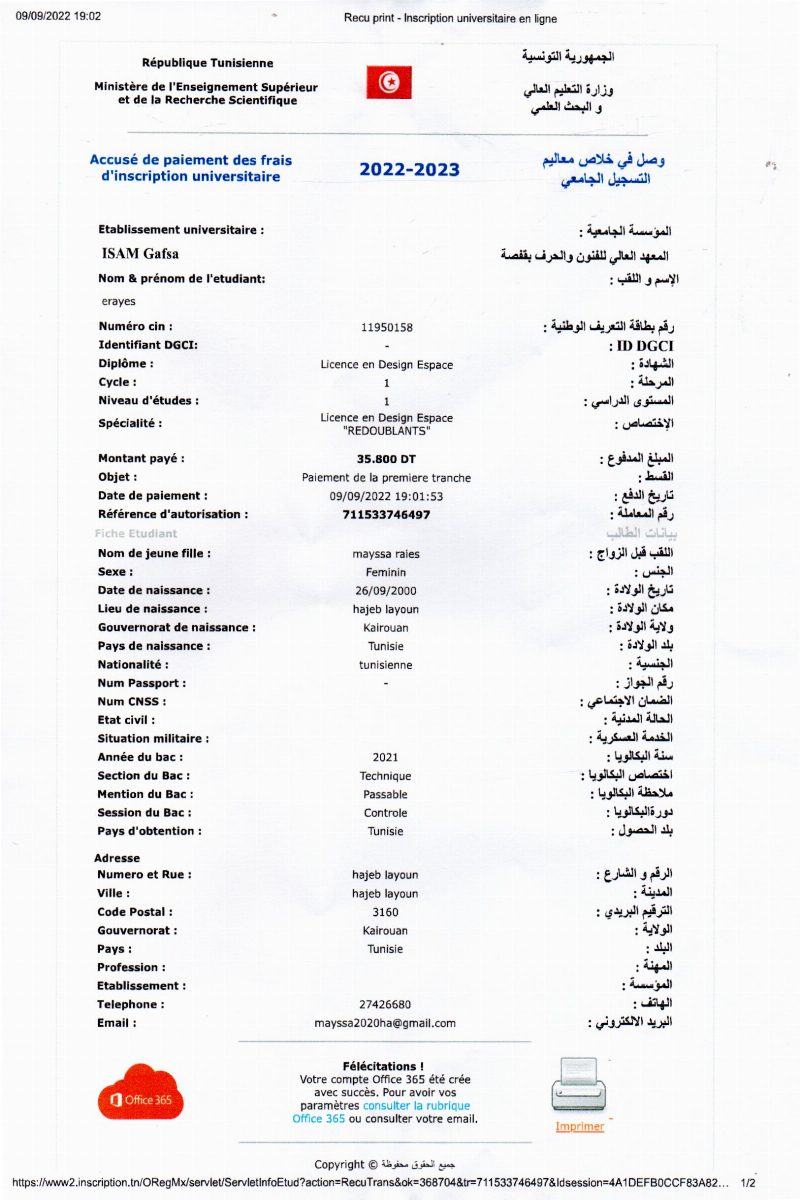 09/09/2022 19:02 Recu print - Inscription universitaire en ligne
République Tunisienne الجمهورية التونسية
Ministère de l'Enseignement Supérieur وزارة التعليم العالي
et de la Recherche Scientifique و البحث العلمي
Accusé de paiement des frais 2022-2023 وصل في خلاص معاليم
d'inscription universitaire التسجيل الجامعي
Etablissement universitaire : المؤسسة الجامعية :
ISAM Gafsa المعهد العالي للفنون والحرف بقفصة
Nom & prénom de l'etudiant: الإسم و اللقب :
erayes
Numéro cin : 11950158 رقم بطاقة التعريف الوطنية :
Identifiant DGCI: - ID DGCI :
Diplôme : Licence en Design Espace الشهادة :
Cycle : 1 المرحلة :
Niveau d'études : 1 المستوى الدراسي :
Spécialité : Licence en Design Espace الإختصاص :
"REDOUBLANTS"
Montant payé : 35.800 DT المبلغ المدفوع :
Objet : Paiement de la premiere tranche القسط :
Date de paiement : 09/09/2022 19:01:53 تاريخ الدفع :
Référence d'autorisation : 711533746497 رقم المعاملة :
Fiche Etudiant بيانات الطالب
Nom de jeune fille : mayssa raies اللقب قبل الزواج :
Sexe : Feminin الجنس :
Date de naissance : 26/09/2000 تاريخ الولادة :
Lieu de naissance : hajeb layoun مكان الولادة :
Gouvernorat de naissance : Kairouan ولاية الولادة :
Pays de naissance : Tunisie بلد الولادة :
Nationalité : tunisienne الجنسية :
Num Passport : - رقم الجواز :
Num CNSS : الضمان الاجتماعي :
Etat civil : الحالة المدنية :
Situation militaire : الخدمة العسكرية :
Année du bac : 2021 سنة البكالويا :
Section du Bac : Technique اختصاص البكالويا :
Mention du Bac : Passable ملاحظة البكالويا :
Session du Bac : Controle دورةالبكالويا :
Pays d'obtention : Tunisie بلد الحصول :
Adresse
Numero et Rue : hajeb layoun الرقم و الشارع :
Ville : hajeb layoun المدينة :
Code Postal : 3160 الترقيم البريدي :
Gouvernorat : Kairouan الولاية :
Pays : Tunisie البلد :
Profession : المهنة :
Etablissement : المؤسسة :
Telephone : 27426680 الهاتف :
Email : mayssa2020ha@gmail.com البريد الالكتروني :
Félécitations !
Votre compte Office 365 été crée
avec succès. Pour avoir vos
paramètres consulter la rubrique
Office 365 ou consulter votre email.
Office 365
Imprimer
Copyright © جميع الحقوق محفوظة
https://www2.inscription.tn/ORegMx/servlet/ServletInfoEtud?action=RecuTrans&ok=368704&tr=711533746497&Idsession=4A1DEFB0CCF83A82... 1/2